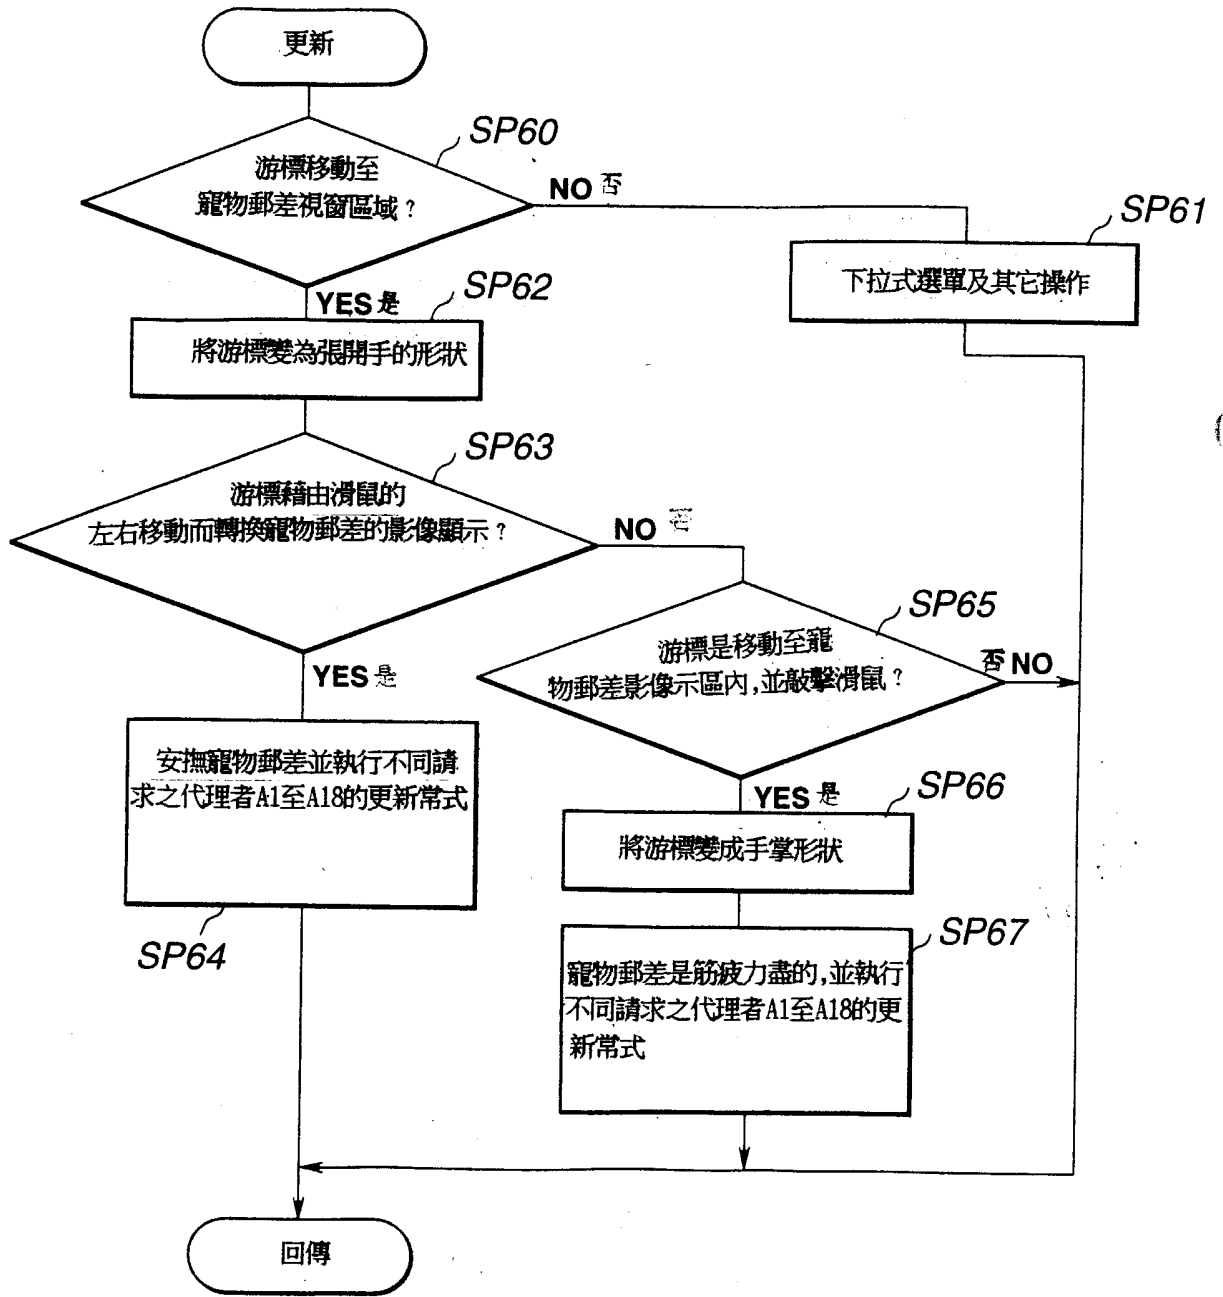 更新
SP60
游標移動至
寵物郵差視窗區域？
NO 否
SP61
下拉式選單及其它操作
YES 是
SP62
將游標變為張開手的形狀
SP63
游標藉由滑鼠的
左右移動而轉換寵物郵差的影像顯示？
NO 否
SP65
游標是移動至寵
物郵差影像示區內，並敲擊滑鼠？
否 NO
YES 是
安撫寵物郵差並執行不同請
求之代理者A1至A18的更新常式
SP64
YES 是
SP66
將游標變成手掌形狀
SP67
寵物郵差是筋疲力盡的，並執行
不同請求之代理者A1至A18的更
新常式
回傳